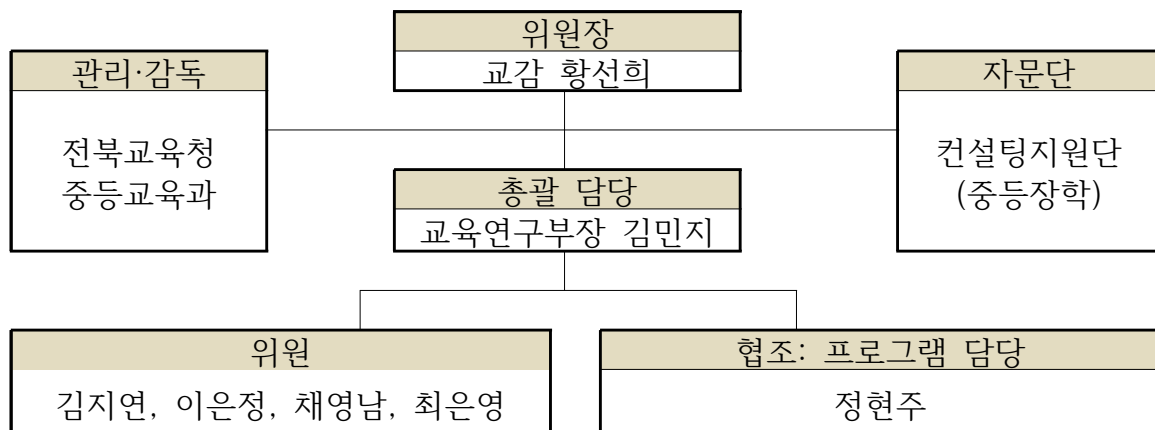 위원장
교감 황선희
관리·감독
전북교육청
중등교육과
자문단
컨설팅지원단
(중등장학)
총괄 담당
교육연구부장 김민지
위원
김지연, 이은정, 채영남, 최은영
협조: 프로그램 담당
정현주